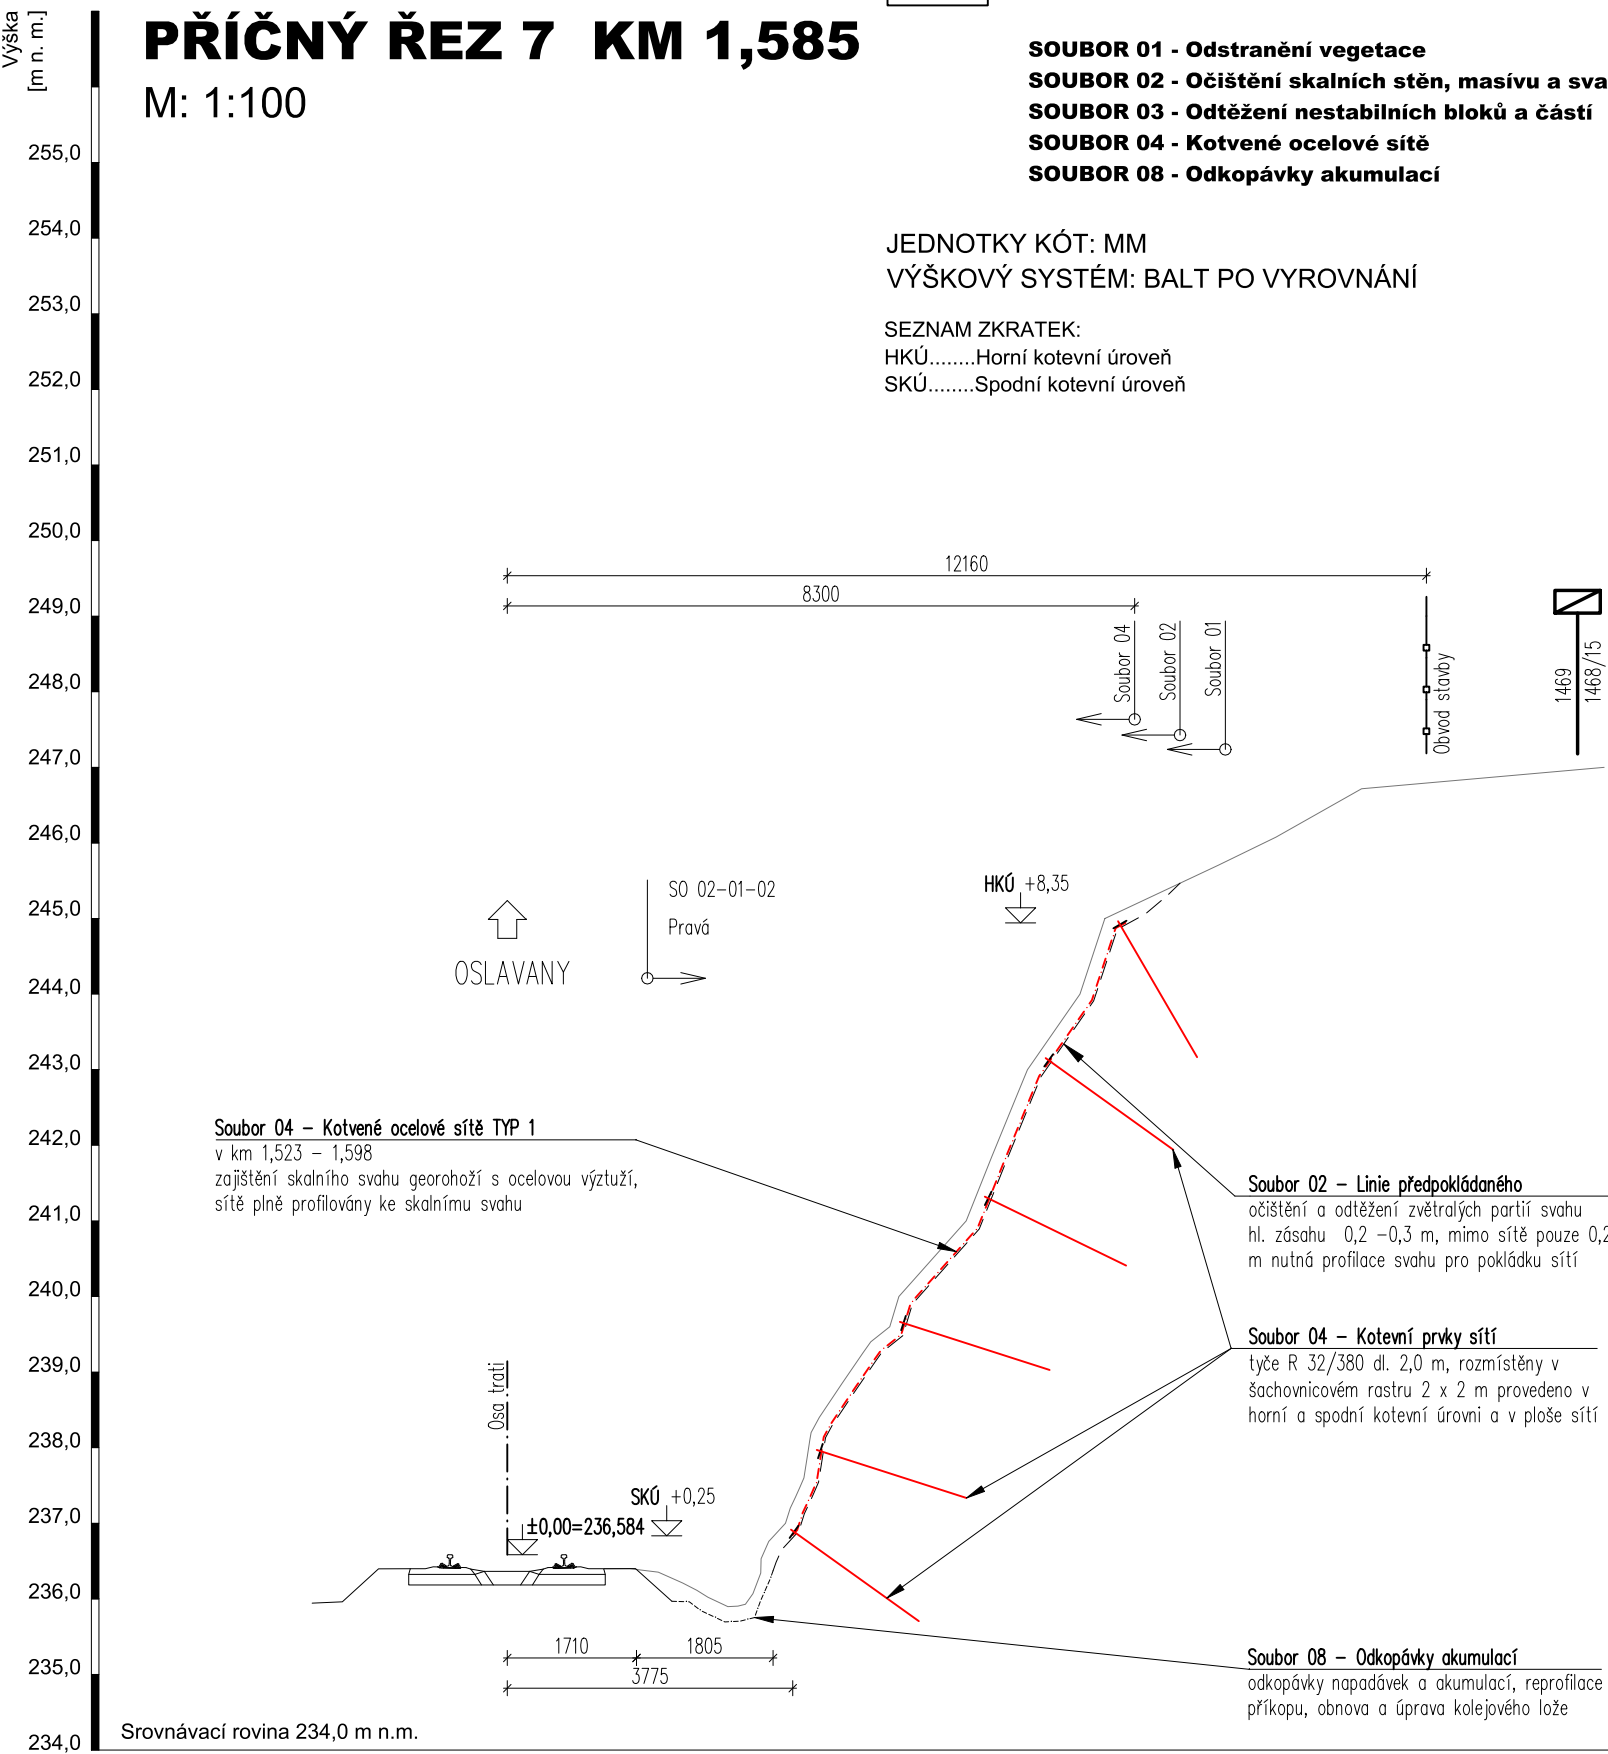 Výška
[m n. m.]
PŘÍČNÝ ŘEZ 7 KM 1,585
M: 1:100
SOUBOR 01 - Odstranění vegetace
SOUBOR 02 - Očištění skalních stěn, masívu a sva
SOUBOR 03 - Odtěžení nestabilních bloků a částí
SOUBOR 04 - Kotvené ocelové sítě
SOUBOR 08 - Odkopávky akumulací
JEDNOTKY KÓT: MM
VÝŠKOVÝ SYSTÉM: BALT PO VYROVNÁNÍ
SEZNAM ZKRATEK:
HKÚ........Horní kotevní úroveň
SKÚ........Spodní kotevní úroveň
255,0
254,0
253,0
252,0
251,0
250,0
249,0
248,0
247,0
246,0
245,0
244,0
243,0
242,0
241,0
240,0
239,0
238,0
237,0
236,0
235,0
234,0
12160
8300
Soubor 04
Soubor 02
Soubor 01
Obvod stavby
1469
1468/15
HKÚ +8,35
SO 02-01-02
Pravá
OSLAVANY
Soubor 04 – Kotvené ocelové sítě TYP 1
v km 1,523 – 1,598
zajištění skalního svahu georohoží s ocelovou výztuží,
sítě plně profilovány ke skalnímu svahu
Soubor 02 – Linie předpokládaného
očištění a odtěžení zvětralých partií svahu
hl. zásahu 0,2 –0,3 m, mimo sítě pouze 0,2
m nutná profilace svahu pro pokládku sítí
Soubor 04 – Kotevní prvky sítí
tyče R 32/380 dl. 2,0 m, rozmístěny v
šachovnicovém rastru 2 x 2 m provedeno v
horní a spodní kotevní úrovni a v ploše sítí
Osa trati
SKÚ +0,25
±0,00=236,584
1710
1805
3775
Soubor 08 – Odkopávky akumulací
odkopávky napadávek a akumulací, reprofilace
příkopu, obnova a úprava kolejového lože
Srovnávací rovina 234,0 m n.m.